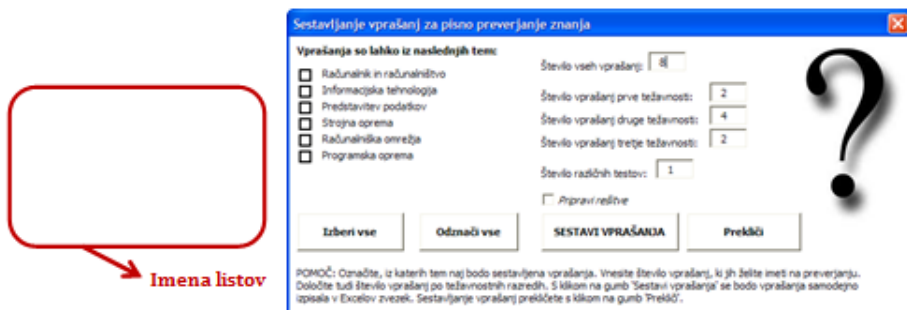 Sestavljanje vprašanj za pisno preverjanje znanja
Vprašanja so lahko iz naslednjih tem:
Računalnik in računalništvo
Informacijska tehnologija
Predstavitev podatkov
Strojna oprema
Računalniška omrežja
Programska oprema
Število vseh vprašanj: 8
Število vprašanj prve težavnosti: 2
Število vprašanj druge težavnosti: 4
Število vprašanj tretje težavnosti: 2
Število različnih testov: 1
Pripravi rešitve
?
Izberi vse
Odznači vse
SESTAVI VPRAŠANJA
Prekliči
Imena listov
POMOČ: Označite, iz katerih tem naj bodo sestavljena vprašanja. Vnesite število vprašanj, ki jih želite imeti na preverjanju.
Določite tudi število vprašanj po težavnostnih razredih. S klikom na gumb 'Sestavi vprašanja' se bodo vprašanja samodejno
izpisala v Excelov zvezek. Sestavljanje vprašanj prekličete s klikom na gumb 'Prekliči'.